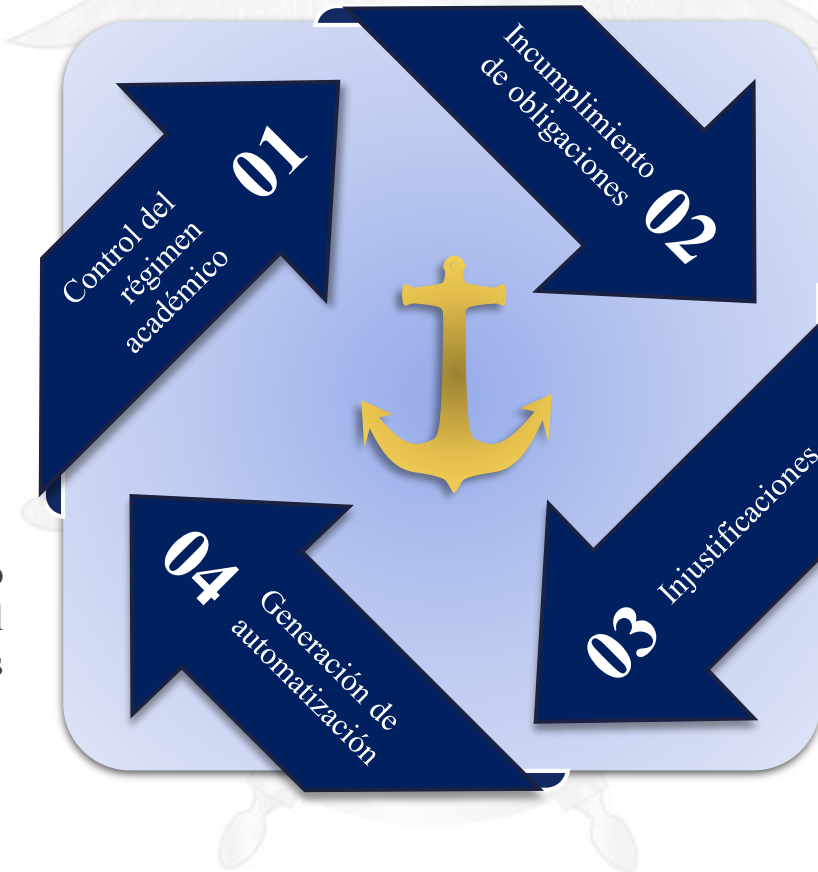 01
Control del
régimen
académico
Incumplimiento
de obligaciones
02
Injustificaciones
03
04
Generación de
automatización